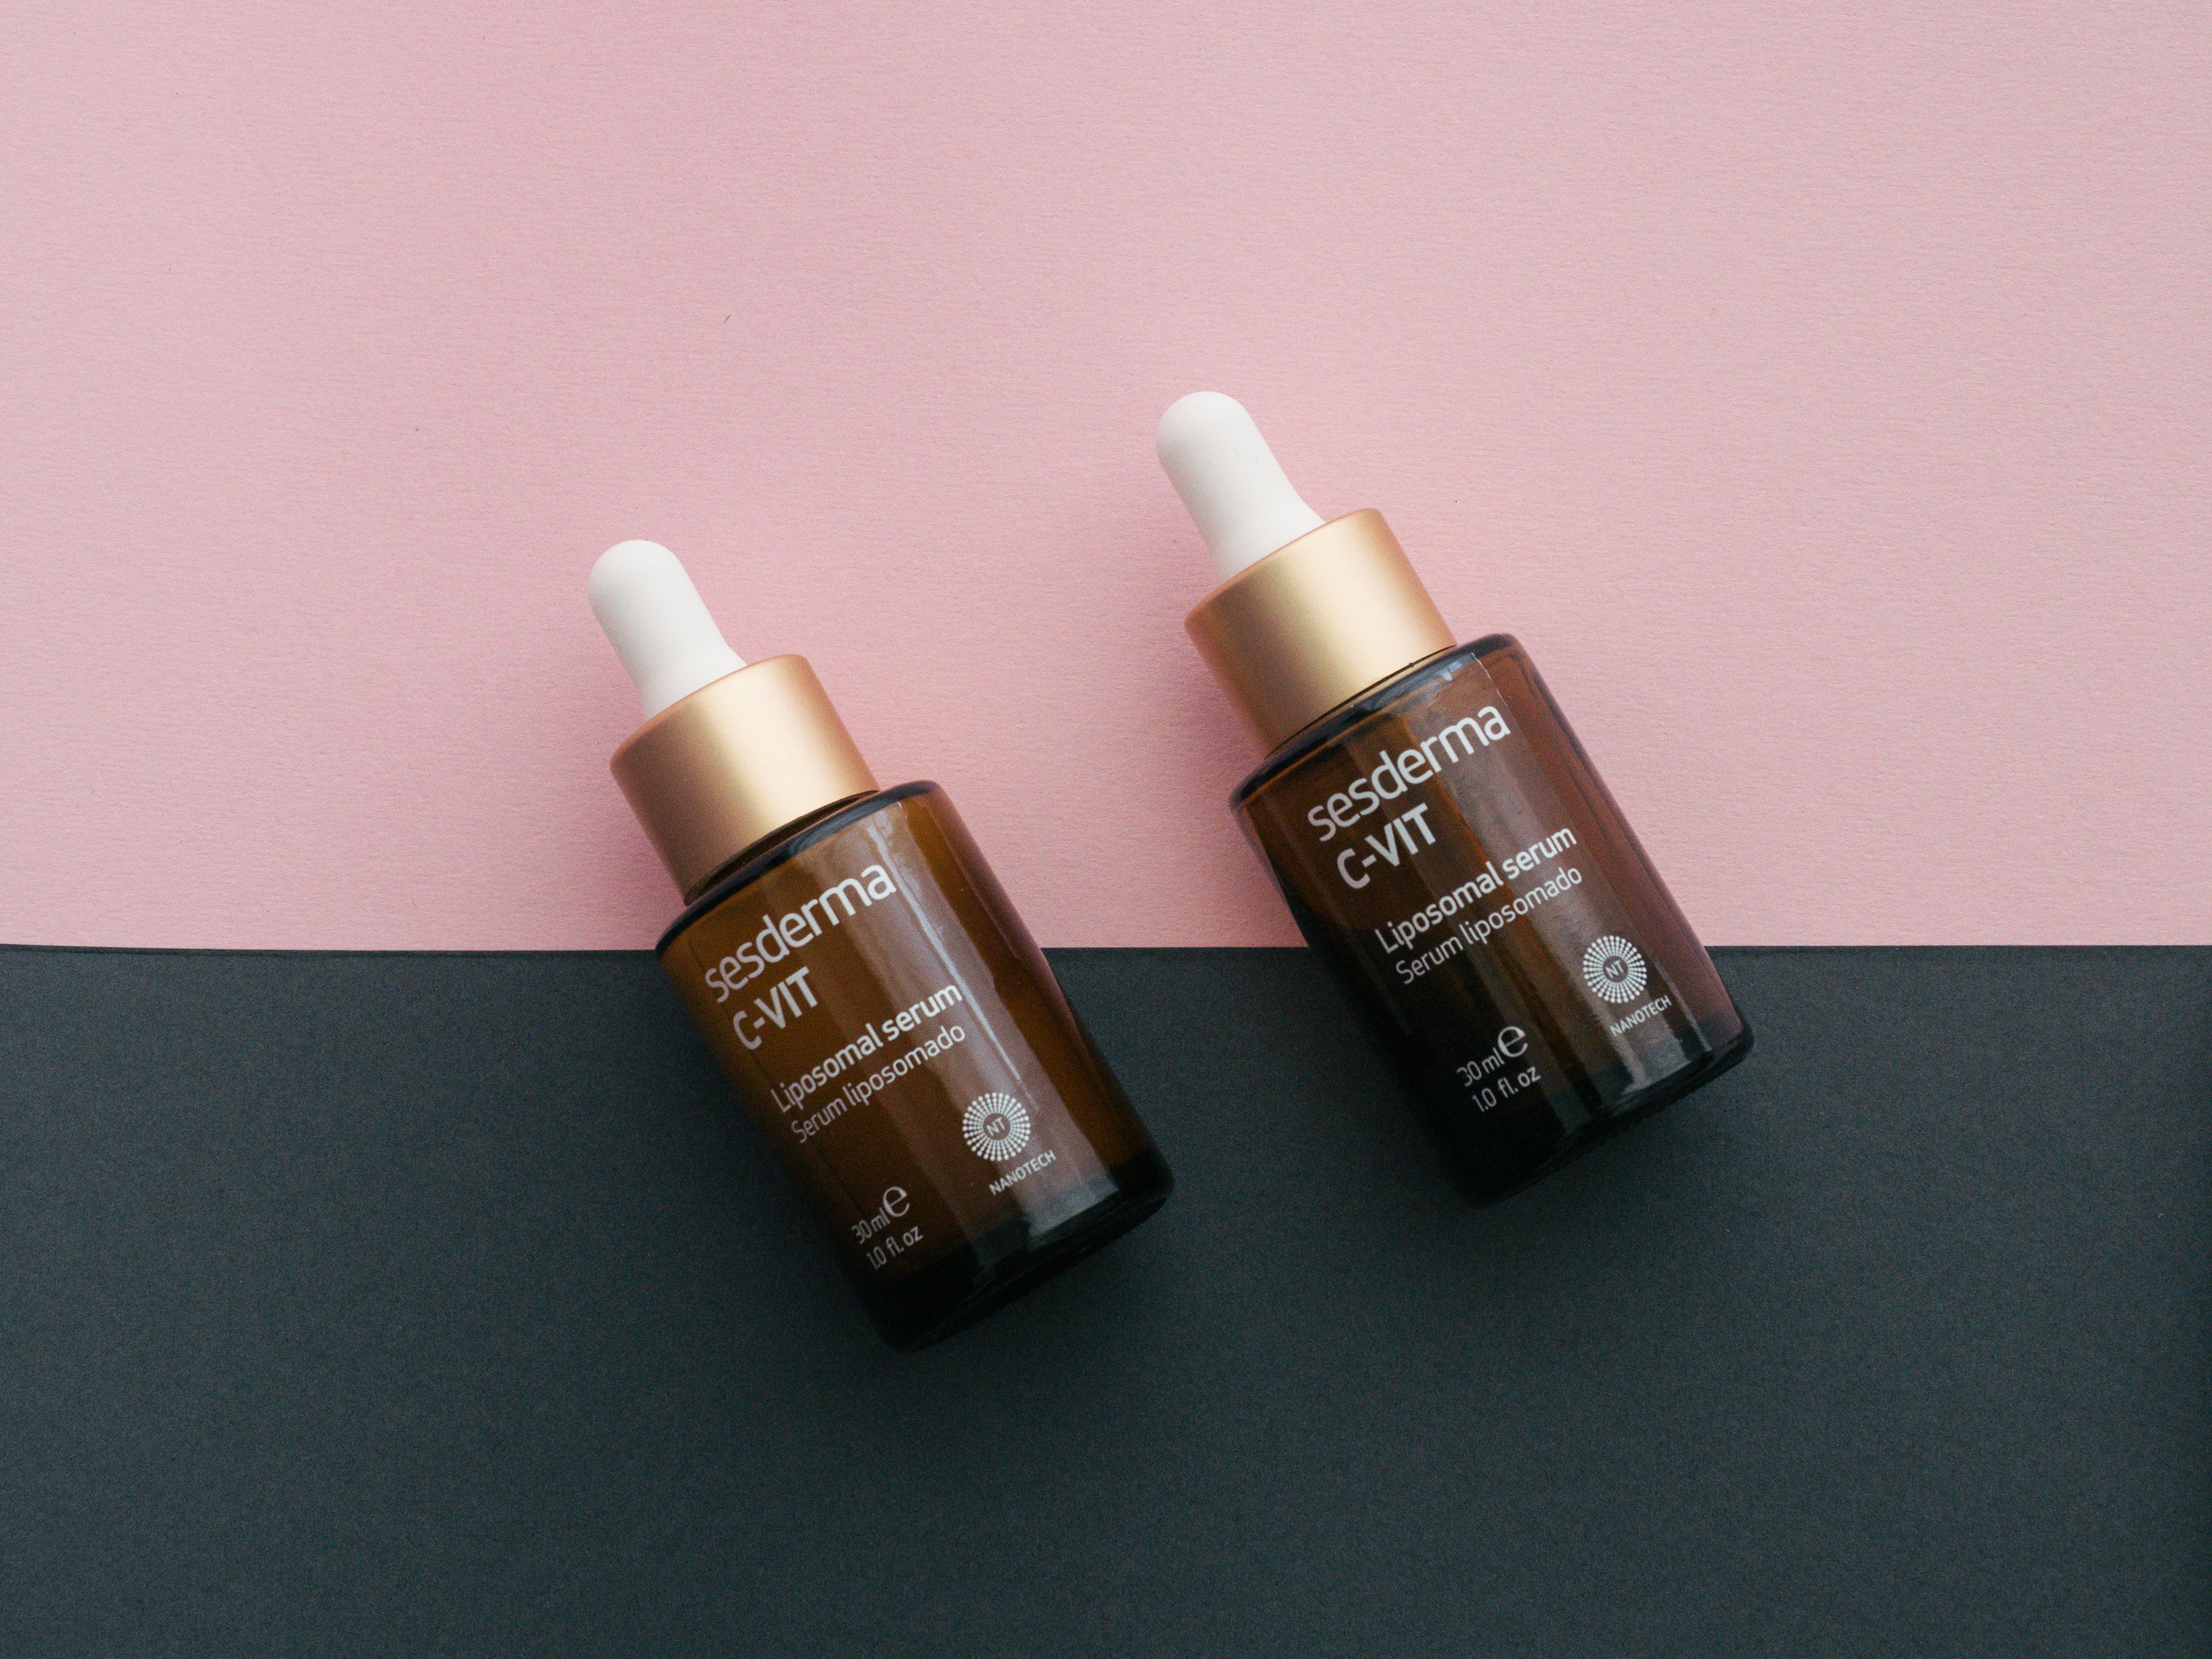 sesderma
C-VIT
Liposomal serum
Serum liposomado
NT
NANOTECH
30 ml e
1.0 fl. oz
sesderma
C-VIT
Liposomal serum
Serum liposomado
NT
NANOTECH
30 ml e
1.0 fl. oz